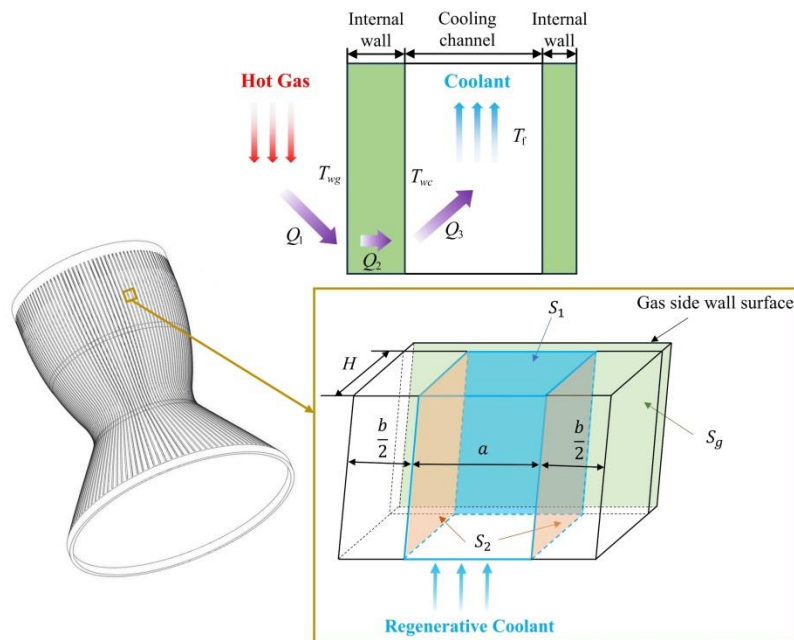 Internal
wall
Cooling
channel
Internal
wall
Hot Gas
Coolant
T_f
T_wg
T_wc
Q_1
Q_2
Q_3
Gas side wall surface
S_1
H
b/2
a
b/2
S_g
S_2
Regenerative Coolant